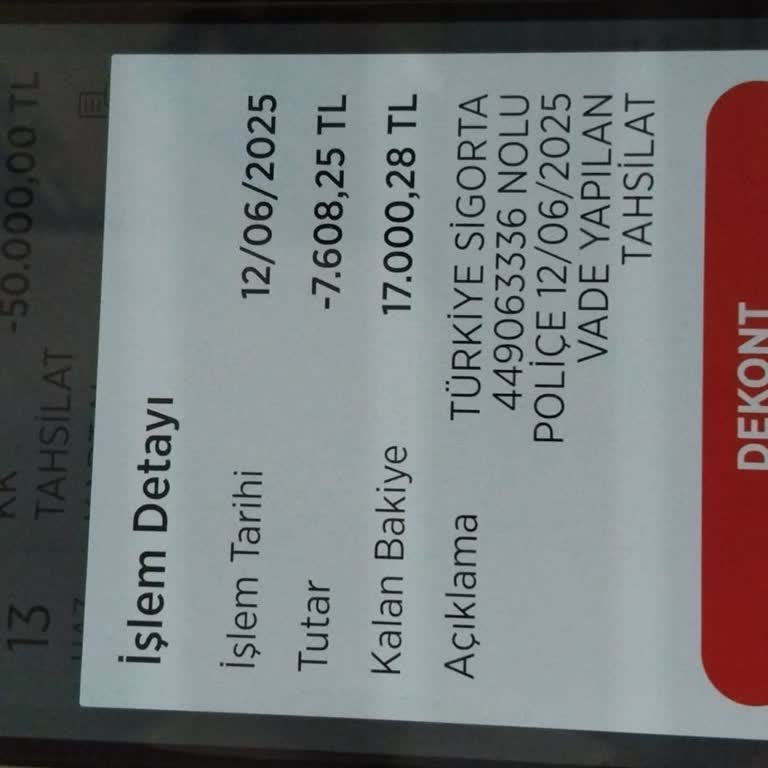 -50.000,00 TL
13
TAHSİLAT
İşlem Detayı
İşlem Tarihi 12/06/2025
Tutar -7.608,25 TL
Kalan Bakiye 17.000,28 TL
Açıklama TÜRKİYE SİGORTA
449063336 NOLU
POLİÇE 12/06/2025
VADE YAPILAN
TAHSİLAT
DEKONT